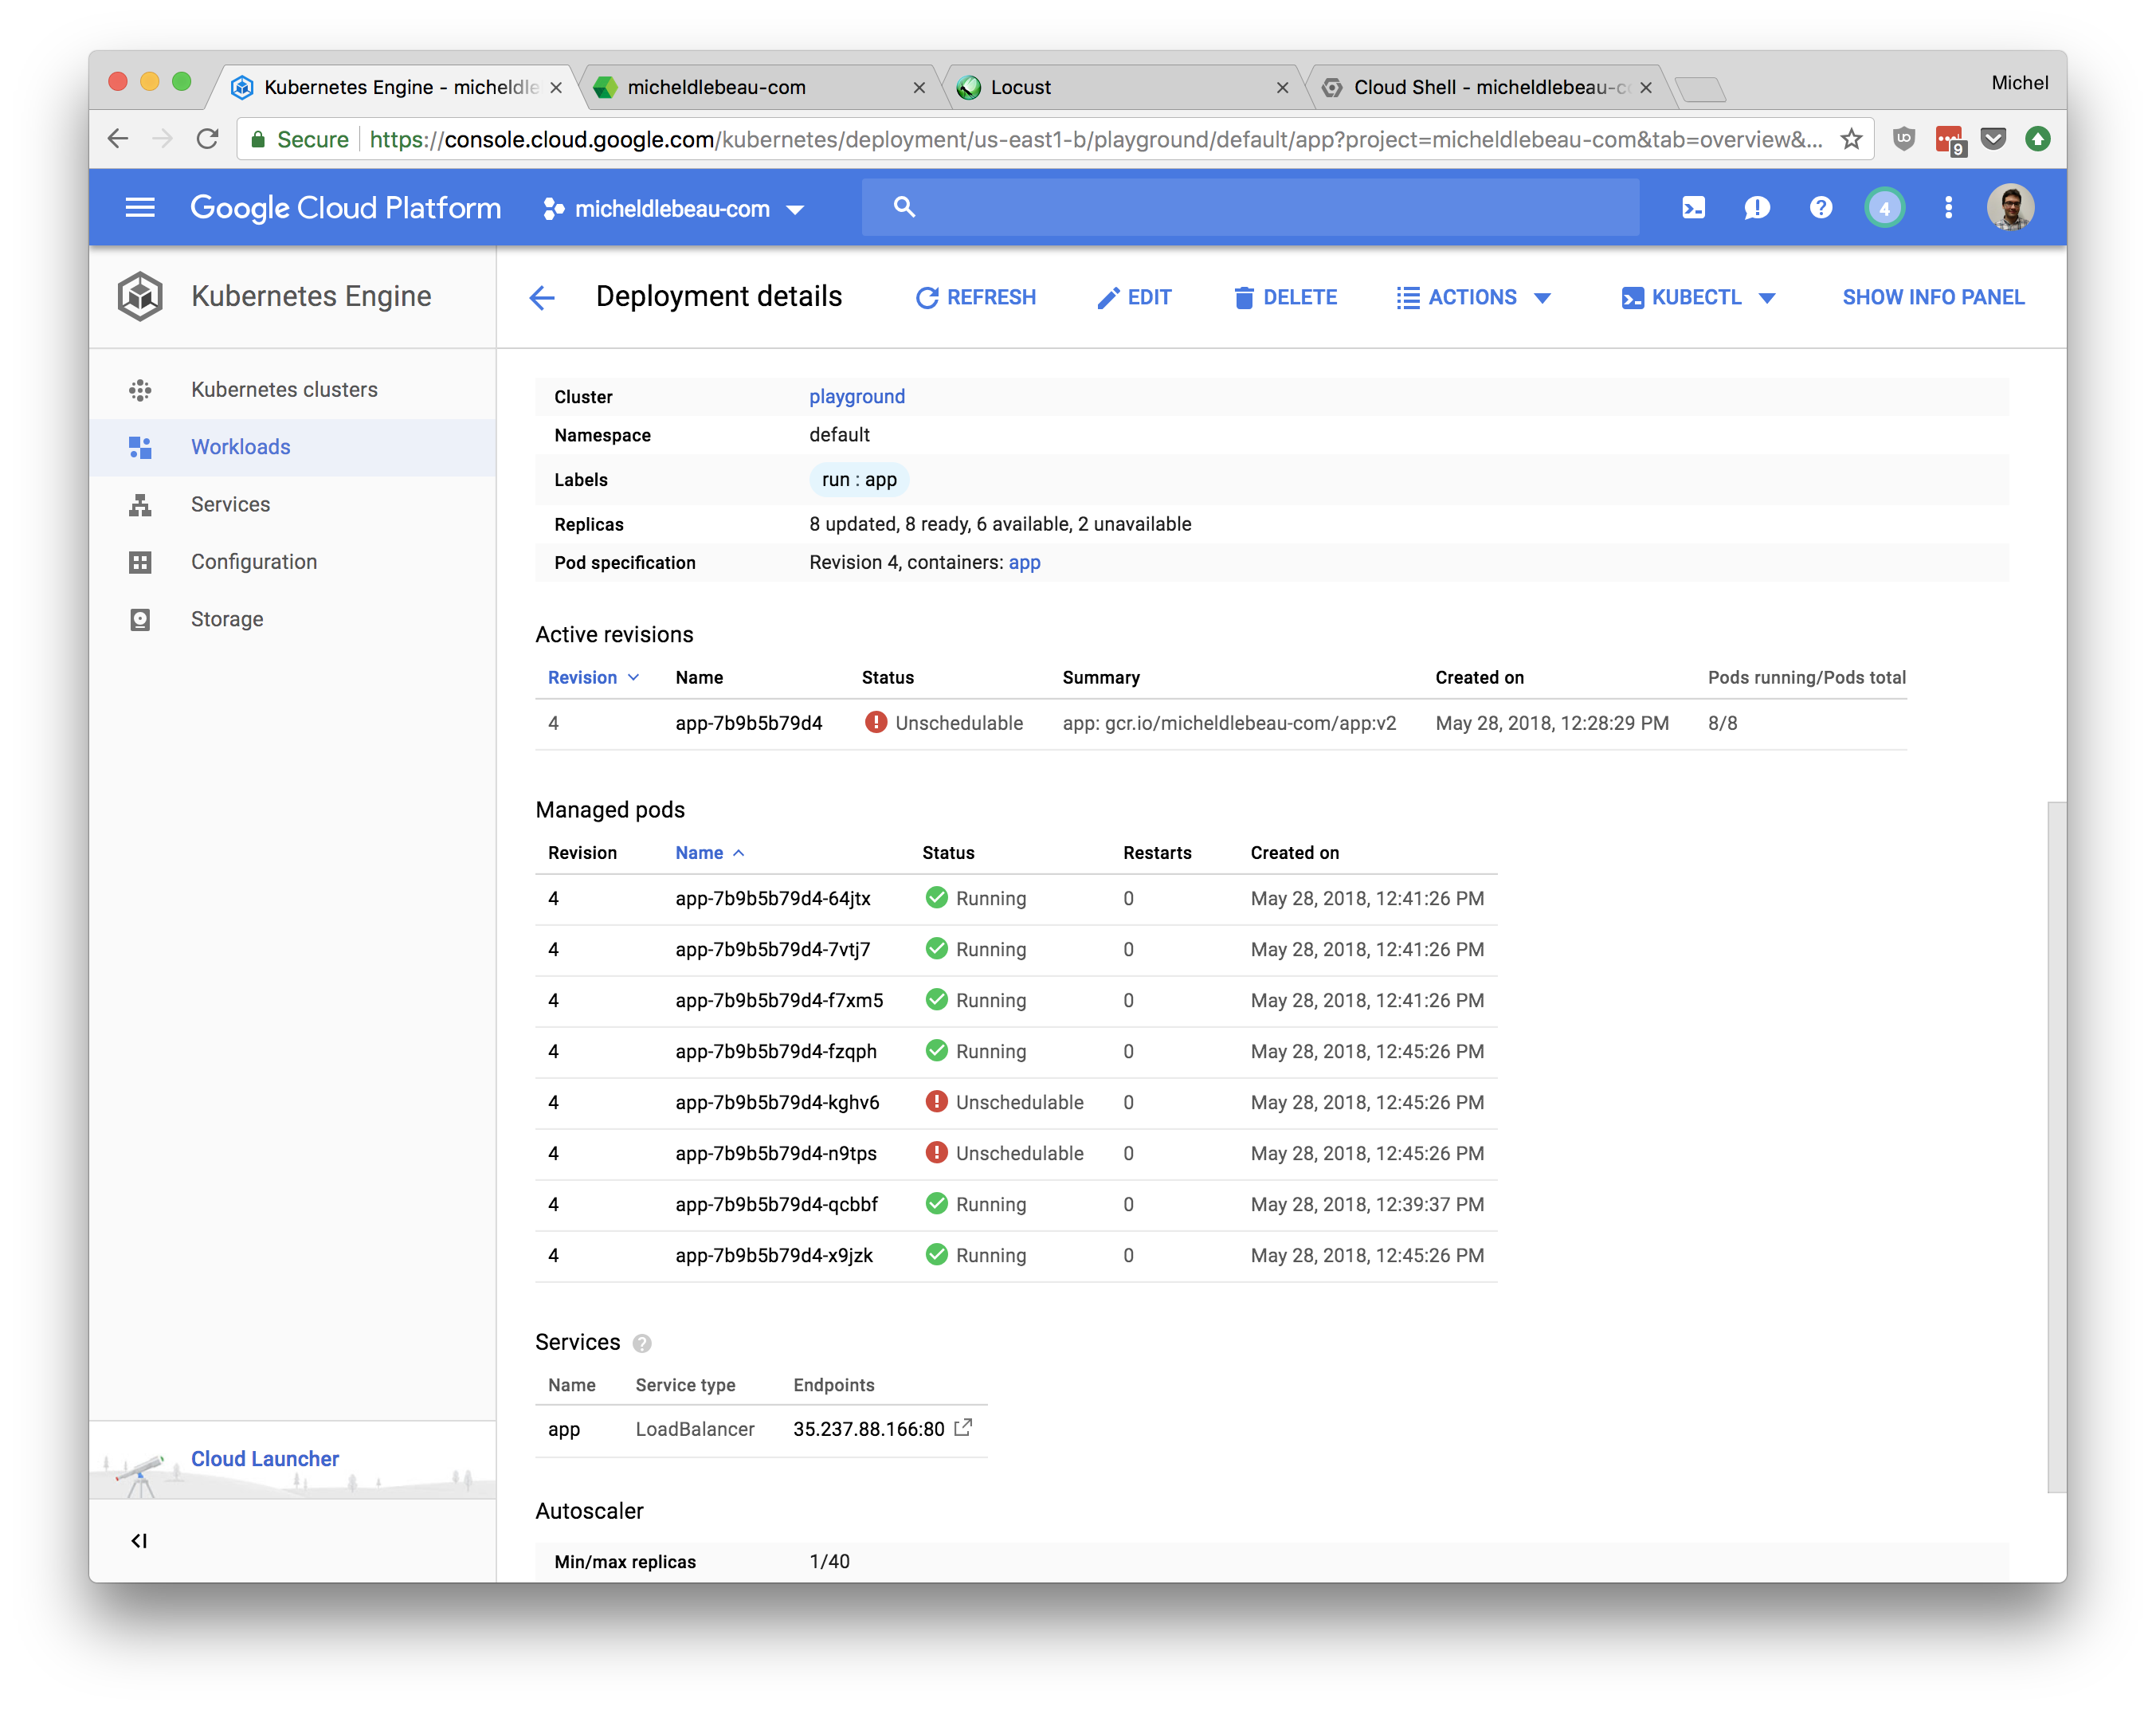 Kubernetes Engine - micheldle
micheldlebeau-com
Locust
Cloud Shell - micheldlebeau-co
Michel
Secure https://console.cloud.google.com/kubernetes/deployment/us-east1-b/playground/default/app?project=micheldlebeau-com&tab=overview&...
9
Google Cloud Platform micheldlebeau-com 4
Kubernetes Engine
Deployment details REFRESH EDIT DELETE ACTIONS KUBECTL SHOW INFO PANEL
Kubernetes clusters
Workloads
Services
Configuration
Storage
Cloud Launcher
Cluster playground
Namespace default
Labels run : app
Replicas 8 updated, 8 ready, 6 available, 2 unavailable
Pod specification Revision 4, containers: app
Active revisions
Revision Name Status Summary Created on Pods running/Pods total
4 app-7b9b5b79d4 Unschedulable app: gcr.io/micheldlebeau-com/app:v2 May 28, 2018, 12:28:29 PM 8/8
Managed pods
Revision Name Status Restarts Created on
4 app-7b9b5b79d4-64jtx Running 0 May 28, 2018, 12:41:26 PM
4 app-7b9b5b79d4-7vtj7 Running 0 May 28, 2018, 12:41:26 PM
4 app-7b9b5b79d4-f7xm5 Running 0 May 28, 2018, 12:41:26 PM
4 app-7b9b5b79d4-fzqph Running 0 May 28, 2018, 12:45:26 PM
4 app-7b9b5b79d4-kghv6 Unschedulable 0 May 28, 2018, 12:45:26 PM
4 app-7b9b5b79d4-n9tps Unschedulable 0 May 28, 2018, 12:45:26 PM
4 app-7b9b5b79d4-qcbbf Running 0 May 28, 2018, 12:39:37 PM
4 app-7b9b5b79d4-x9jzk Running 0 May 28, 2018, 12:45:26 PM
Services
Name Service type Endpoints
app LoadBalancer 35.237.88.166:80
Autoscaler
Min/max replicas 1/40